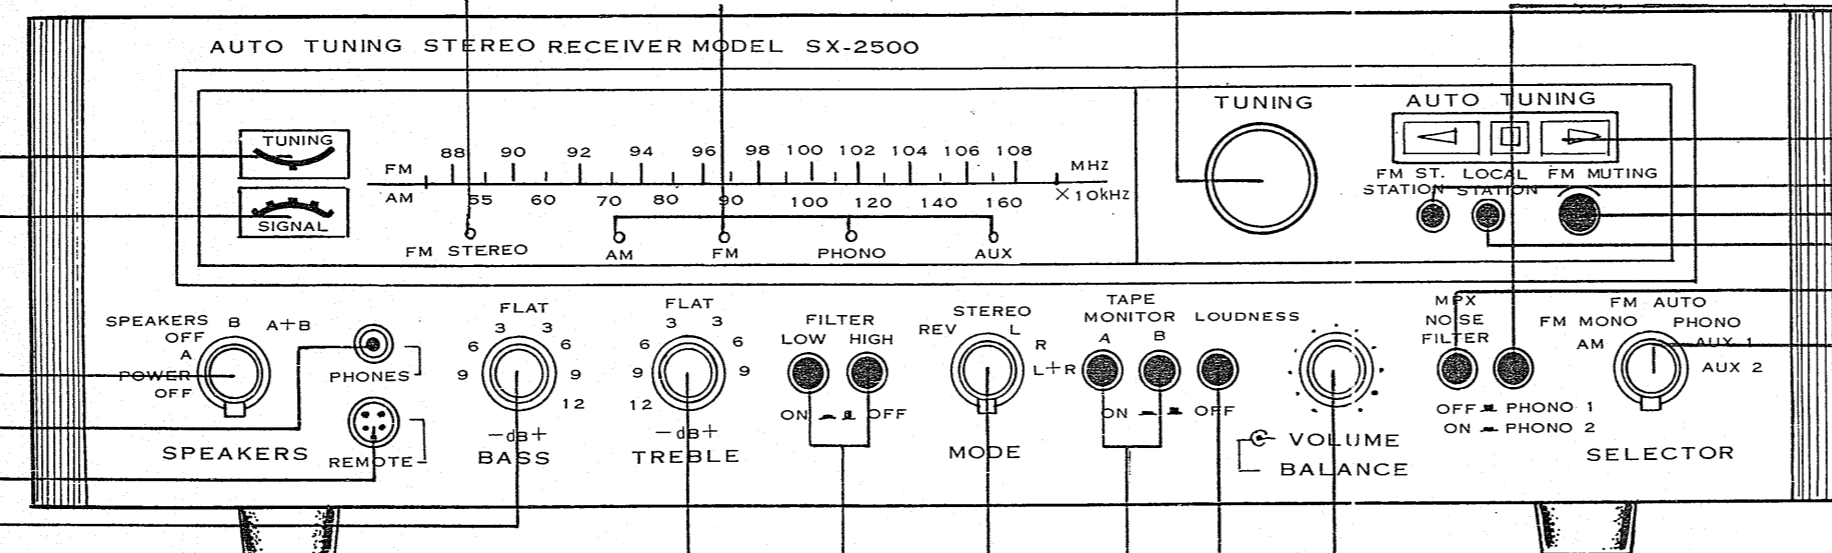 AUTO TUNING STEREO RECEIVER MODEL SX-2500
TUNING
SIGNAL
FM 88 90 92 94 96 98 100 102 104 106 108 MHZ
AM 55 60 70 80 90 100 120 140 160 ×10kHz
FM STEREO AM FM PHONO AUX
TUNING
AUTO TUNING
FM ST. STATION
LOCAL STATION
FM MUTING
SPEAKERS
OFF
A
B
A+B
POWER
OFF
SPEAKERS
PHONES
REMOTE
FLAT
3 3
6 6
9 9
12
-dB+
BASS
FLAT
3 3
6 6
9 9
12
-dB+
TREBLE
FILTER
LOW HIGH
ON OFF
STEREO
REV L
R
L+R
MODE
TAPE
MONITOR
A B
LOUDNESS
ON OFF
VOLUME
BALANCE
MPX
NOISE
FILTER
OFF PHONO 1
ON PHONO 2
FM AUTO
FM MONO PHONO
AM AUX 1
AUX 2
SELECTOR